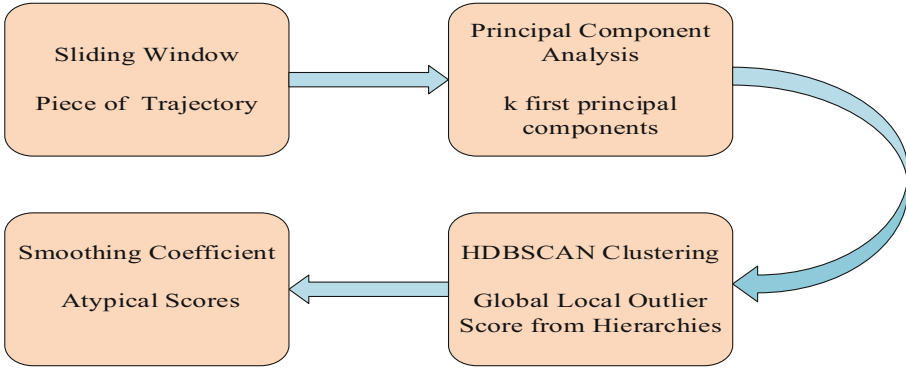 Sliding Window
Piece of Trajectory
Principal Component
Analysis
k first principal
components
HDBSCAN Clustering
Global Local Outlier
Score from Hierarchies
Smoothing Coefficient
Atypical Scores